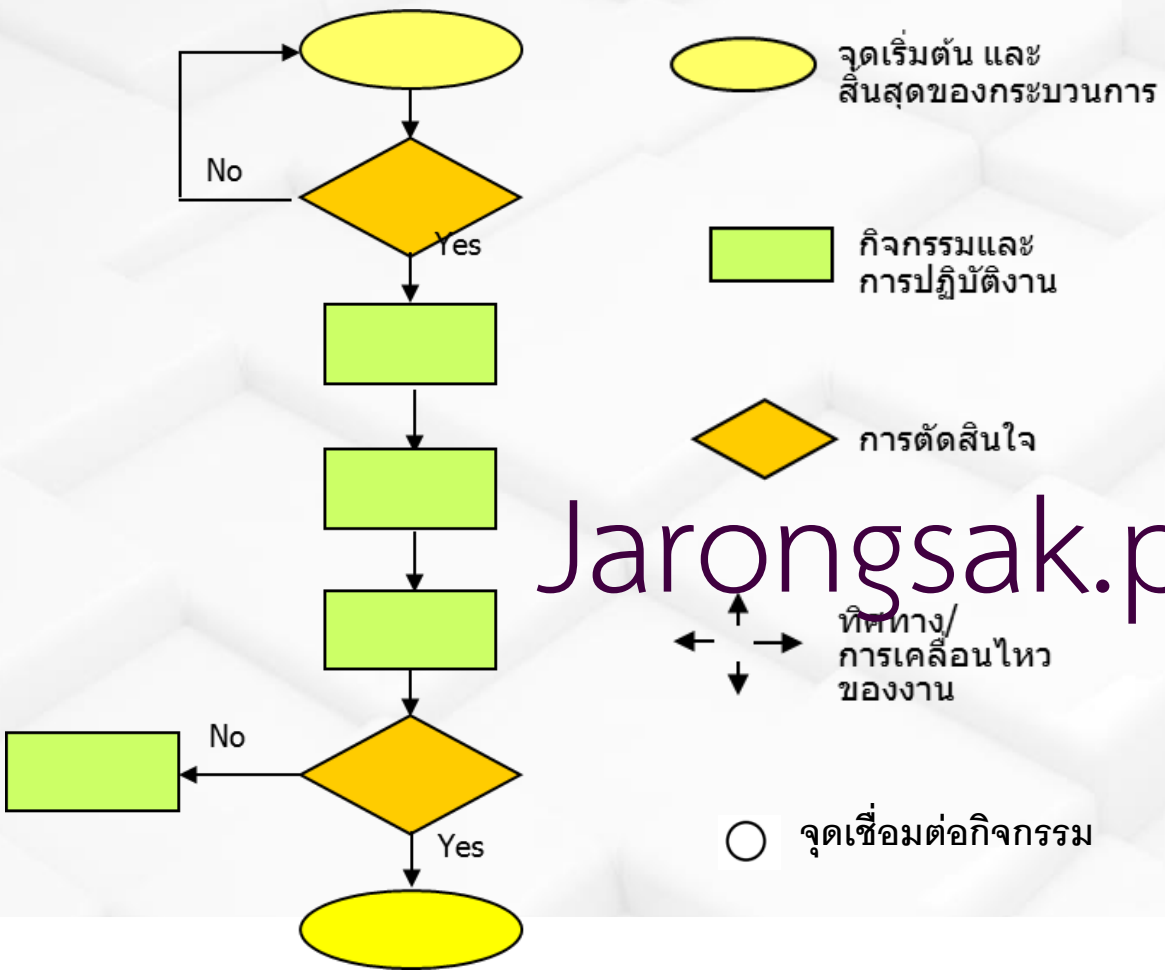 จุดเริ่มต้น และ
สิ้นสุดของกระบวนการ
No
Yes
กิจกรรมและ
การปฏิบัติงาน
การตัดสินใจ
Jarongsak.p
ทิศทาง/
การเคลื่อนไหว
ของงาน
No
Yes
จุดเชื่อมต่อกิจกรรม